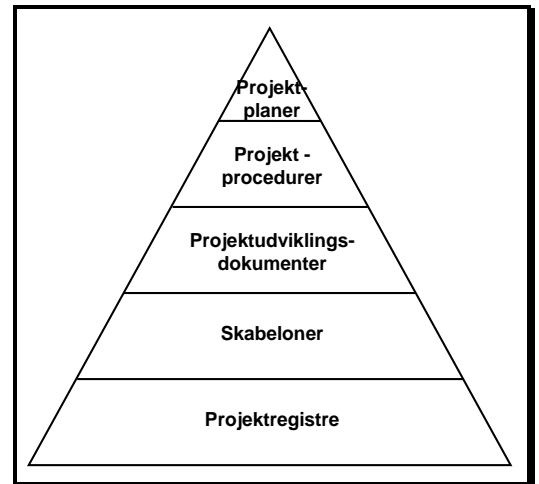 Projekt-
planer
Projekt -
procedurer
Projektudviklings-
dokumenter
Skabeloner
Projektregistre